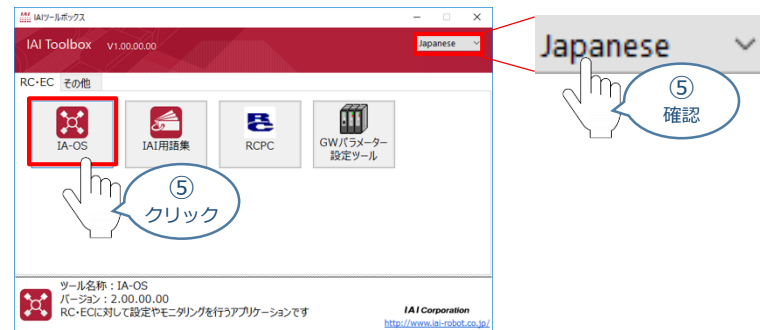 IAI IAIツールボックス
IAI Toolbox V1.00.00.00
Japanese
RC・EC その他
IA-OS
IAI用語集
RCPC
GWパラメーター
設定ツール
⑤
クリック
ツール名称：IA-OS
バージョン：2.00.00.00
RC・ECに対して設定やモニタリングを行うアプリケーションです
IAI Corporation
http://www.iai-robot.co.jp/
Japanese
⑤
確認